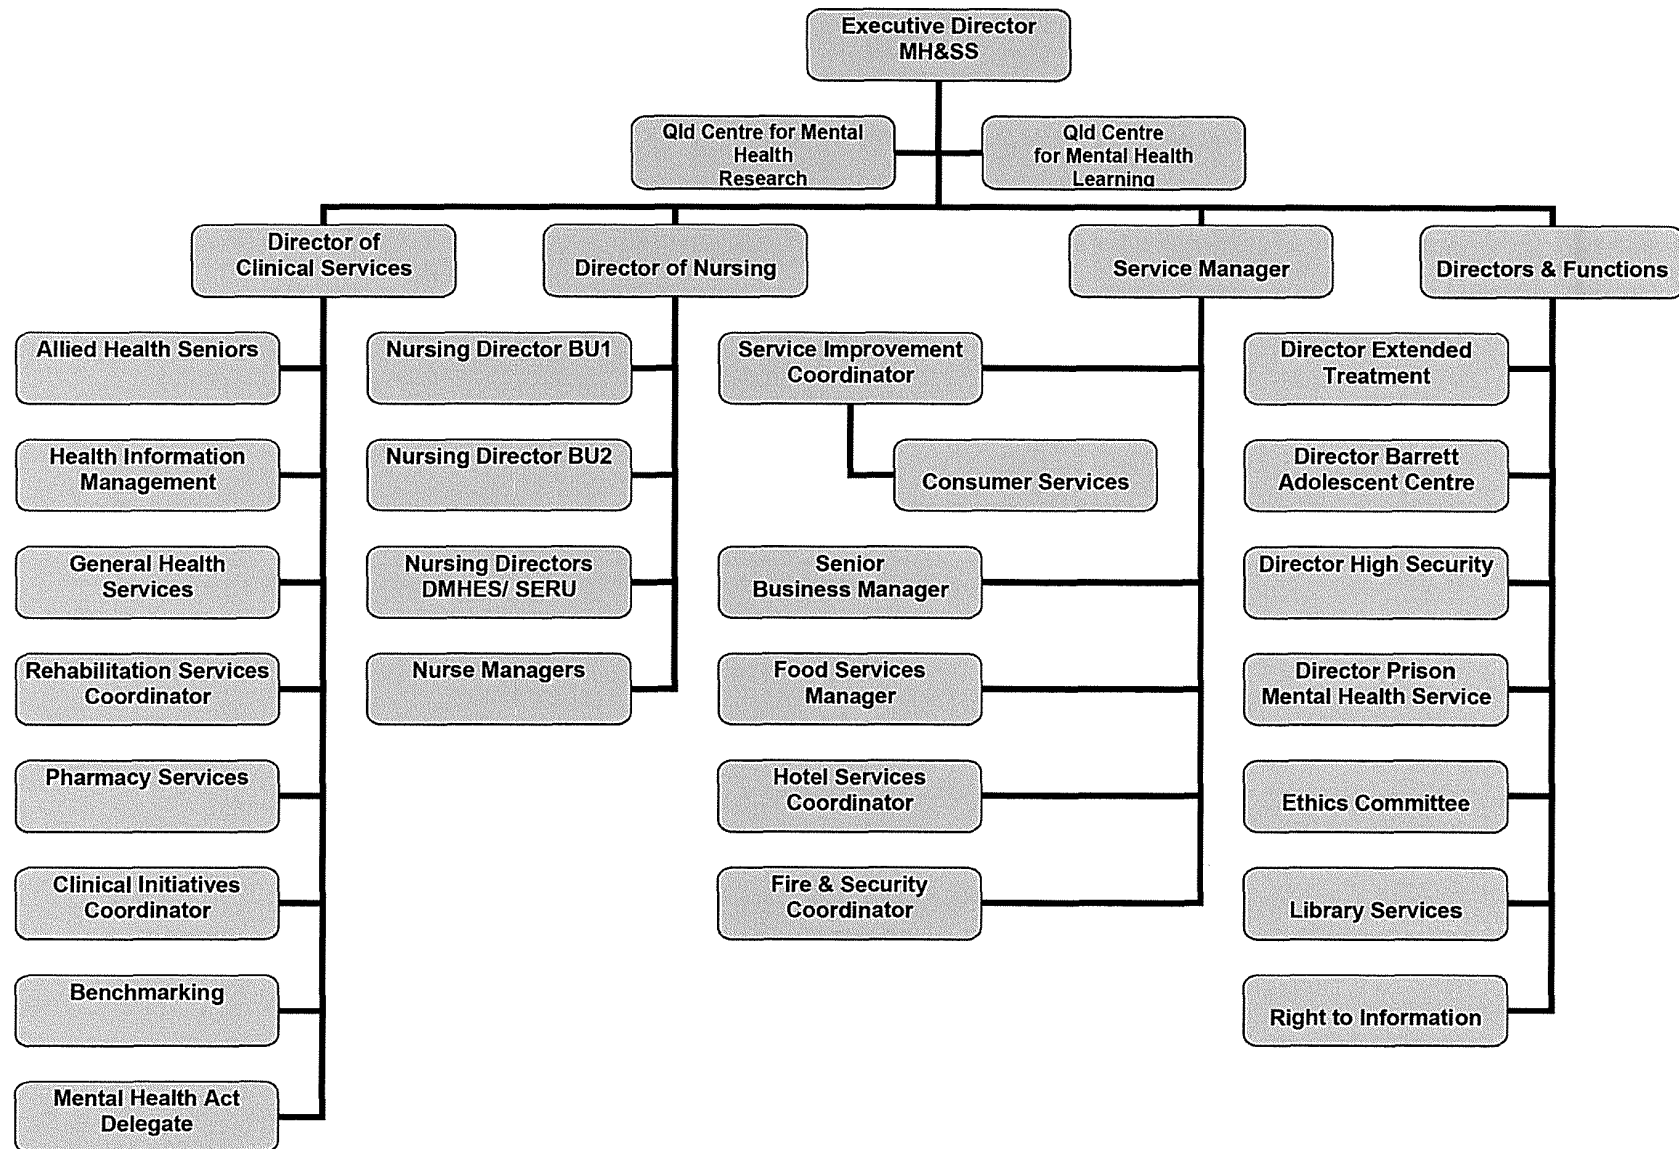 Executive Director
MH&SS
Qld Centre for Mental
Health
Research
Qld Centre
for Mental Health
Learning
Director of
Clinical Services
Director of Nursing
Service Manager
Directors & Functions
Allied Health Seniors
Health Information
Management
General Health
Services
Rehabilitation Services
Coordinator
Pharmacy Services
Clinical Initiatives
Coordinator
Benchmarking
Mental Health Act
Delegate
Nursing Director BU1
Nursing Director BU2
Nursing Directors
DMHES/ SERU
Nurse Managers
Service Improvement
Coordinator
Consumer Services
Senior
Business Manager
Food Services
Manager
Hotel Services
Coordinator
Fire & Security
Coordinator
Director Extended
Treatment
Director Barrett
Adolescent Centre
Director High Security
Director Prison
Mental Health Service
Ethics Committee
Library Services
Right to Information